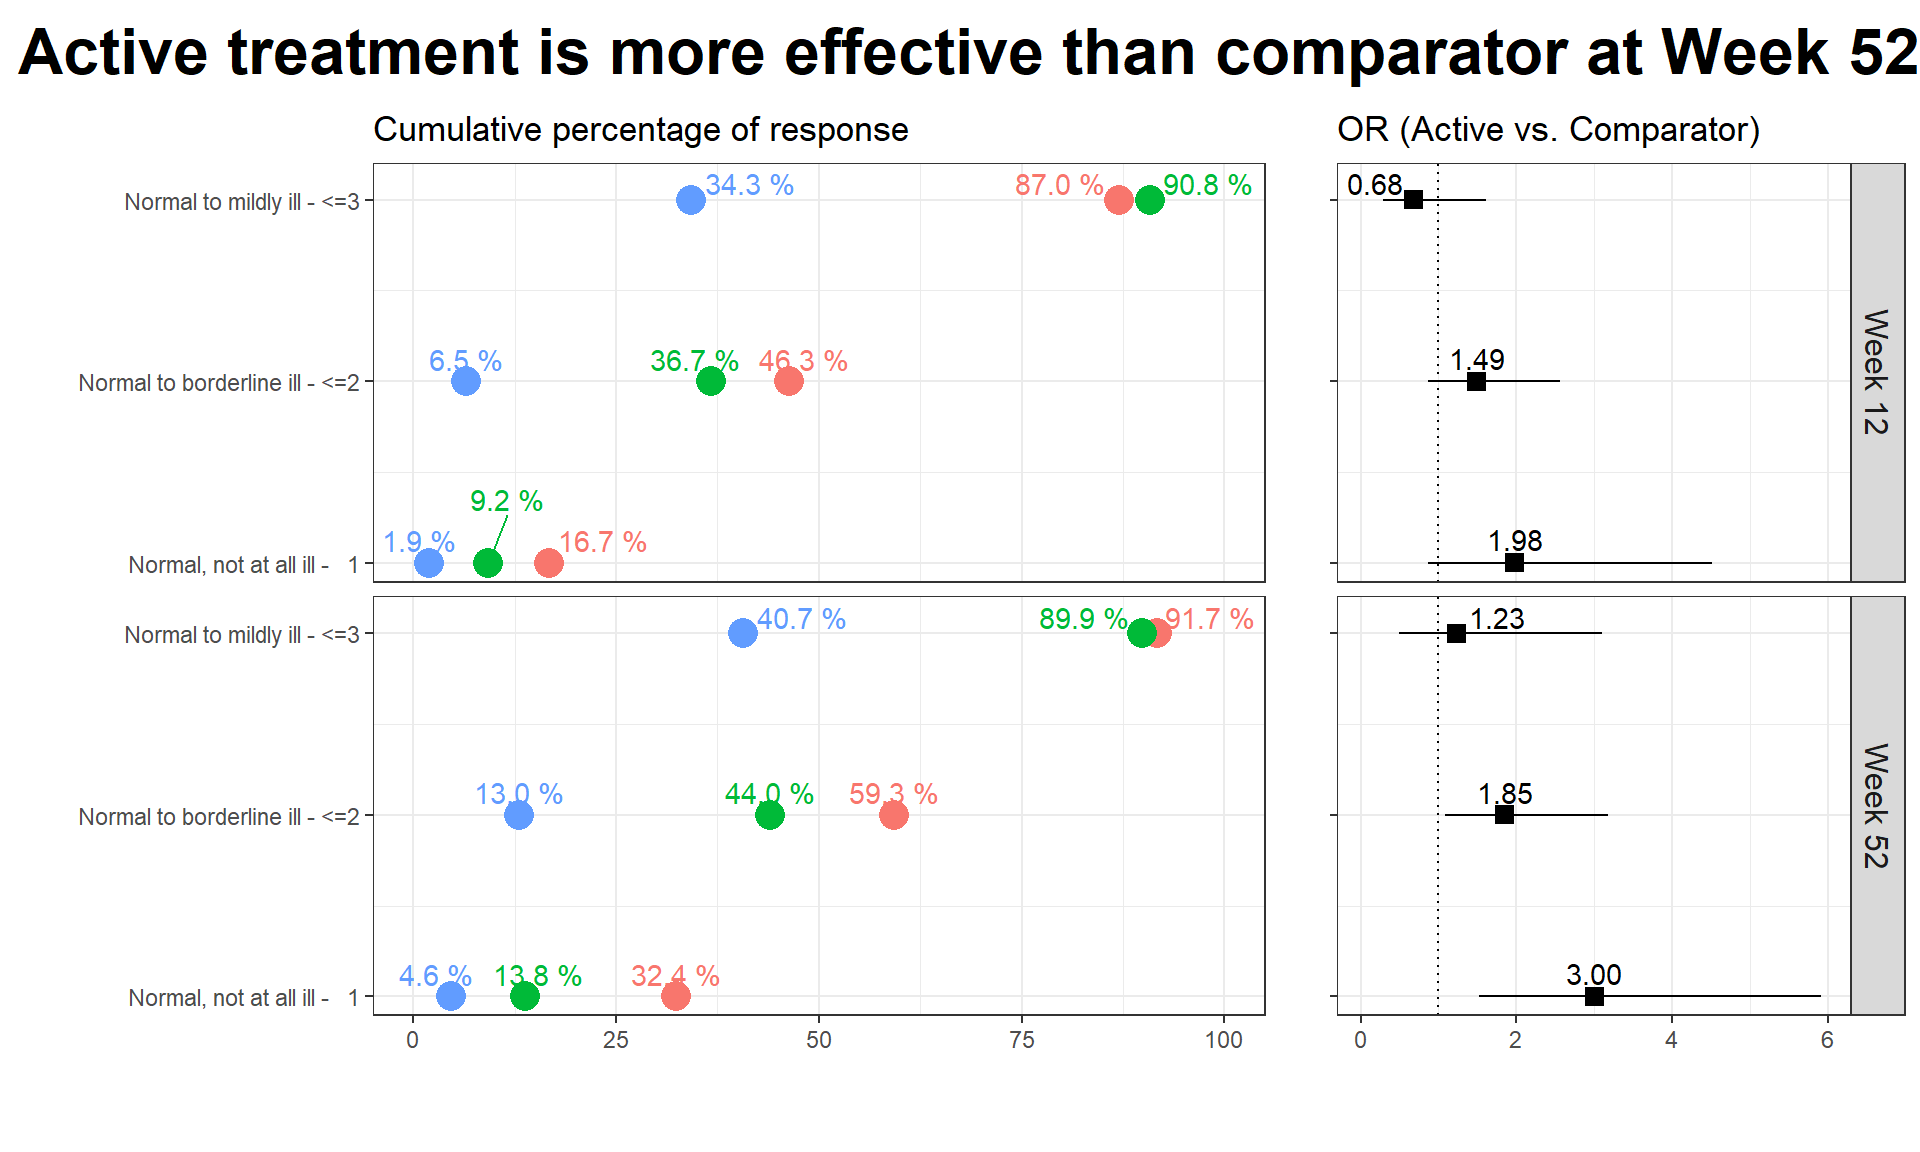 Active treatment is more effective than comparator at Week 52
Cumulative percentage of response
OR (Active vs. Comparator)
Normal to mildly ill - <=3
34.3 %
87.0 %
90.8 %
0.68
Normal to borderline ill - <=2
6.5 %
36.7 %
46.3 %
1.49
Week 12
9.2 %
Normal, not at all ill -   1
1.9 %
16.7 %
1.98
Normal to mildly ill - <=3
40.7 %
89.9 %
91.7 %
1.23
Normal to borderline ill - <=2
13.0 %
44.0 %
59.3 %
1.85
Week 52
Normal, not at all ill -   1
4.6 %
13.8 %
32.4 %
3.00
0 25 50 75 100
0 2 4 6